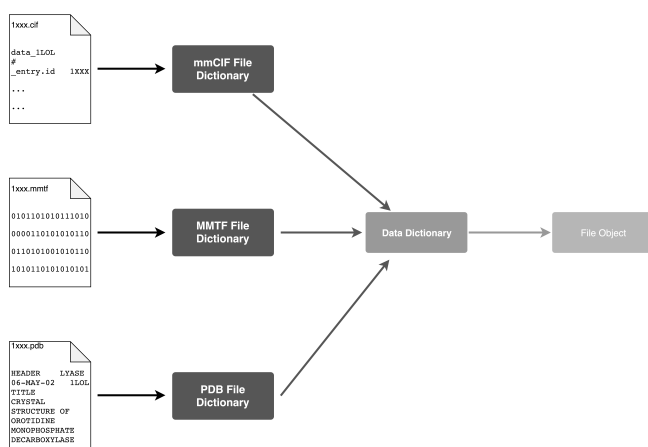 1xxx.cif
data_1LOL
#
_entry.id 1XXX
...
...
mmCIF File
Dictionary
1xxx.mmtf
0101101010111010
0000110101010110
0110101001010110
1010110101010101
MMTF File
Dictionary
Data Dictionary
File Object
1xxx.pdb
HEADER LYASE
06-MAY-02 1LOL
TITLE
CRYSTAL
STRUCTURE OF
OROTIDINE
MONOPHOSPHATE
DECARBOXYLASE
PDB File
Dictionary